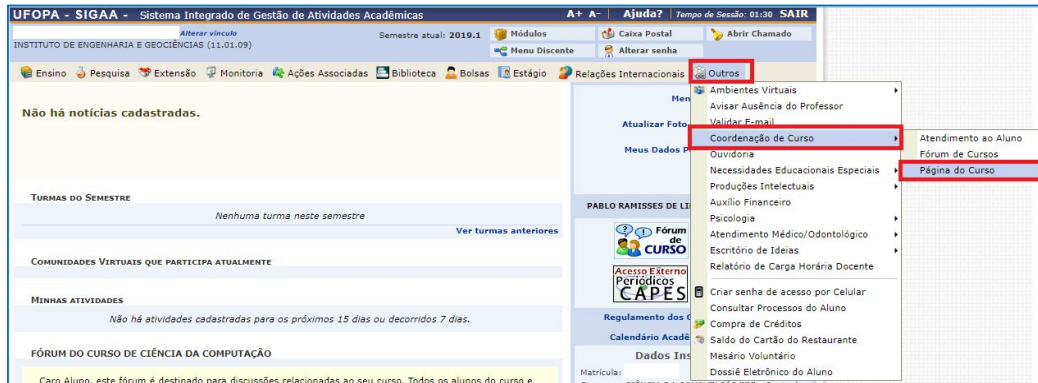 UFOPA - SIGAA - Sistema Integrado de Gestão de Atividades Acadêmicas A+ A- Ajuda? Tempo de Sessão: 01:30 SAIR
Alterar vínculo
INSTITUTO DE ENGENHARIA E GEOCIÊNCIAS (11.01.09)
Semestre atual: 2019.1
Módulos
Caixa Postal
Abrir Chamado
Menu Discente
Alterar senha
Ensino Pesquisa Extensão Monitoria Ações Associadas Biblioteca Bolsas Estágio Relações Internacionais Outros
Não há notícias cadastradas.
Men
Atualizar Foto
Meus Dados P
TURMAS DO SEMESTRE
Nenhuma turma neste semestre
Ver turmas anteriores
COMUNIDADES VIRTUAIS QUE PARTICIPA ATUALMENTE
MINHAS ATIVIDADES
Não há atividades cadastradas para os próximos 15 dias ou decorridos 7 dias.
FÓRUM DO CURSO DE CIÊNCIA DA COMPUTAÇÃO
Caro Aluno, este fórum é destinado para discussões relacionadas ao seu curso. Todos os alunos do curso e
PABLO RAMISSES DE LI
Fórum
de
CURSO
Acesso Externo
Periódicos
CAPES
Regulamento dos
Calendário Acadê
Dados Ins
Matrícula:
Ambientes Virtuais
Avisar Ausência do Professor
Validar E-mail
Coordenação de Curso
Ouvidoria
Necessidades Educacionais Especiais
Produções Intelectuais
Auxílio Financeiro
Psicologia
Atendimento Médico/Odontológico
Escritório de Ideias
Relatório de Carga Horária Docente
Criar senha de acesso por Celular
Consultar Processos do Aluno
Compra de Créditos
Saldo do Cartão do Restaurante
Mesário Voluntário
Dossiê Eletrônico do Aluno
Atendimento ao Aluno
Fórum de Cursos
Página do Curso